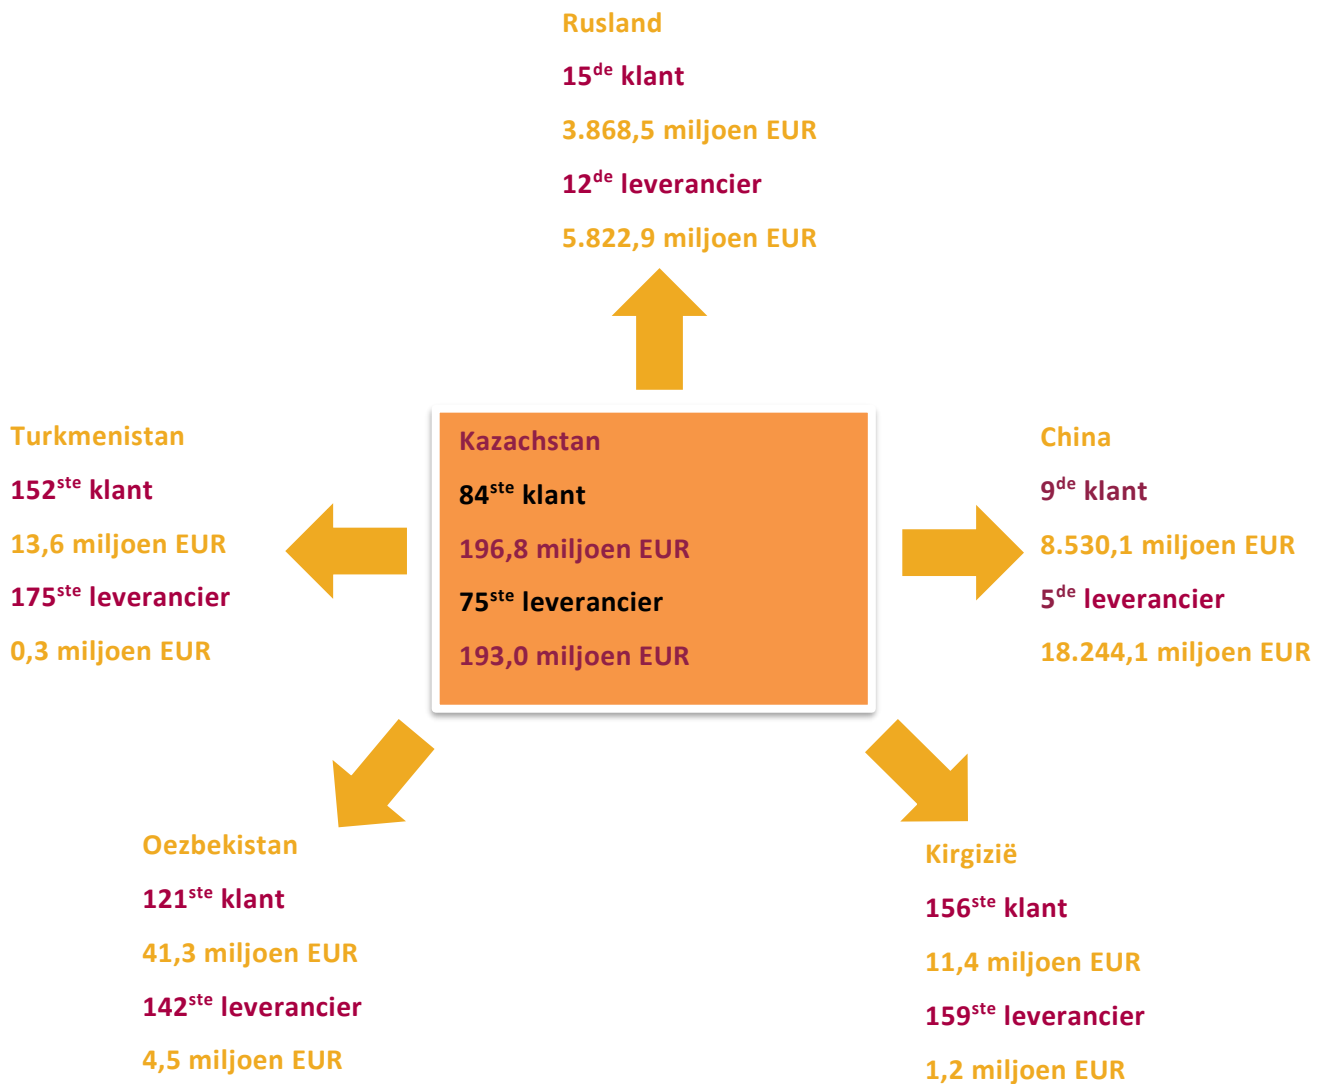 Rusland
15de klant
3.868,5 miljoen EUR
12de leverancier
5.822,9 miljoen EUR
Turkmenistan
152ste klant
13,6 miljoen EUR
175ste leverancier
0,3 miljoen EUR
Kazachstan
84ste klant
196,8 miljoen EUR
75ste leverancier
193,0 miljoen EUR
China
9de klant
8.530,1 miljoen EUR
5de leverancier
18.244,1 miljoen EUR
Oezbekistan
121ste klant
41,3 miljoen EUR
142ste leverancier
4,5 miljoen EUR
Kirgizië
156ste klant
11,4 miljoen EUR
159ste leverancier
1,2 miljoen EUR